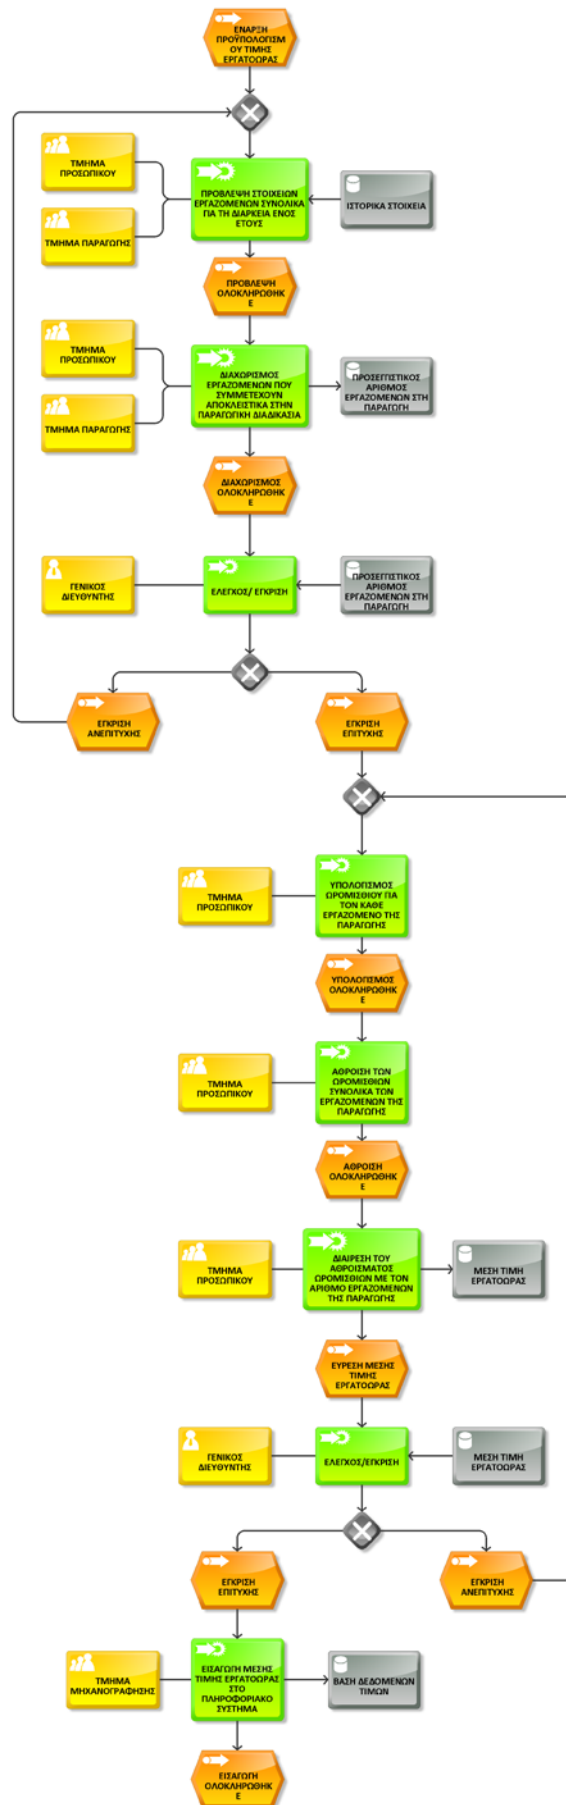 ΕΝΑΡΞΗ
ΠΡΟΫΠΟΛΟΓΙΣΜ
ΟΥ ΤΙΜΗΣ
ΕΡΓΑΤΟΩΡΑΣ
ΤΜΗΜΑ
ΠΡΟΣΩΠΙΚΟΥ
ΤΜΗΜΑ ΠΑΡΑΓΩΓΗΣ
ΠΡΟΒΛΕΨΗ ΣΤΟΙΧΕΙΩΝ
ΕΡΓΑΖΟΜΕΝΩΝ ΣΥΝΟΛΙΚΑ
ΓΙΑ ΤΗ ΔΙΑΡΚΕΙΑ ΕΝΟΣ
ΕΤΟΥΣ
ΙΣΤΟΡΙΚΑ ΣΤΟΙΧΕΙΑ
ΠΡΟΒΛΕΨΗ
ΟΛΟΚΛΗΡΩΘΗΚ
Ε
ΤΜΗΜΑ
ΠΡΟΣΩΠΙΚΟΥ
ΤΜΗΜΑ ΠΑΡΑΓΩΓΗΣ
ΔΙΑΧΩΡΙΣΜΟΣ
ΕΡΓΑΖΟΜΕΝΩΝ ΠΟΥ
ΣΥΜΜΕΤΕΧΟΥΝ
ΑΠΟΚΛΕΙΣΤΙΚΑ ΣΤΗΝ
ΠΑΡΑΓΩΓΙΚΗ ΔΙΑΔΙΚΑΣΙΑ
ΠΡΟΣΕΓΓΙΣΤΙΚΟΣ
ΑΡΙΘΜΟΣ
ΕΡΓΑΖΟΜΕΝΩΝ ΣΤΗ
ΠΑΡΑΓΩΓΗ
ΔΙΑΧΩΡΙΣΜΟΣ
ΟΛΟΚΛΗΡΩΘΗΚ
Ε
ΓΕΝΙΚΟΣ
ΔΙΕΥΘΥΝΤΗΣ
ΕΛΕΓΧΟΣ/ ΕΓΚΡΙΣΗ
ΠΡΟΣΕΓΓΙΣΤΙΚΟΣ
ΑΡΙΘΜΟΣ
ΕΡΓΑΖΟΜΕΝΩΝ ΣΤΗ
ΠΑΡΑΓΩΓΗ
ΕΓΚΡΙΣΗ
ΑΝΕΠΙΤΥΧΗΣ
ΕΓΚΡΙΣΗ
ΕΠΙΤΥΧΗΣ
ΤΜΗΜΑ
ΠΡΟΣΩΠΙΚΟΥ
ΥΠΟΛΟΓΙΣΜΟΣ
ΩΡΟΜΙΣΘΙΟΥ ΓΙΑ
ΤΟΝ ΚΑΘΕ
ΕΡΓΑΖΟΜΕΝΟ ΤΗΣ
ΠΑΡΑΓΩΓΗΣ
ΥΠΟΛΟΓΙΣΜΟΣ
ΟΛΟΚΛΗΡΩΘΗΚ
Ε
ΤΜΗΜΑ
ΠΡΟΣΩΠΙΚΟΥ
ΑΘΡΟΙΣΗ ΤΩΝ
ΩΡΟΜΙΣΘΙΩΝ
ΣΥΝΟΛΙΚΑ ΤΩΝ
ΕΡΓΑΖΟΜΕΝΩΝ ΤΗΣ
ΠΑΡΑΓΩΓΗΣ
ΑΘΡΟΙΣΗ
ΟΛΟΚΛΗΡΩΘΗΚ
Ε
ΤΜΗΜΑ
ΠΡΟΣΩΠΙΚΟΥ
ΔΙΑΙΡΕΣΗ ΤΟΥ
ΑΘΡΟΙΣΜΑΤΟΣ
ΩΡΟΜΙΣΘΙΩΝ ΜΕ ΤΟΝ
ΑΡΙΘΜΟ ΕΡΓΑΖΟΜΕΝΩΝ
ΤΗΣ ΠΑΡΑΓΩΓΗΣ
ΜΕΣΗ ΤΙΜΗ
ΕΡΓΑΤΟΩΡΑΣ
ΕΥΡΕΣΗ ΜΕΣΗΣ
ΤΙΜΗΣ
ΕΡΓΑΤΟΩΡΑΣ
ΓΕΝΙΚΟΣ
ΔΙΕΥΘΥΝΤΗΣ
ΕΛΕΓΧΟΣ/ΕΓΚΡΙΣΗ
ΜΕΣΗ ΤΙΜΗ
ΕΡΓΑΤΟΩΡΑΣ
ΕΓΚΡΙΣΗ
ΕΠΙΤΥΧΗΣ
ΕΓΚΡΙΣΗ
ΑΝΕΠΙΤΥΧΗΣ
ΤΜΗΜΑ
ΜΗΧΑΝΟΓΡΑΦΗΣΗΣ
ΕΙΣΑΓΩΓΗ ΜΕΣΗΣ
ΤΙΜΗΣ ΕΡΓΑΤΟΩΡΑΣ
ΣΤΟ
ΠΛΗΡΟΦΟΡΙΑΚΟ
ΣΥΣΤΗΜΑ
ΒΑΣΗ ΔΕΔΟΜΕΝΩΝ
ΤΙΜΩΝ
ΕΙΣΑΓΩΓΗ
ΟΛΟΚΛΗΡΩΘΗΚ
Ε